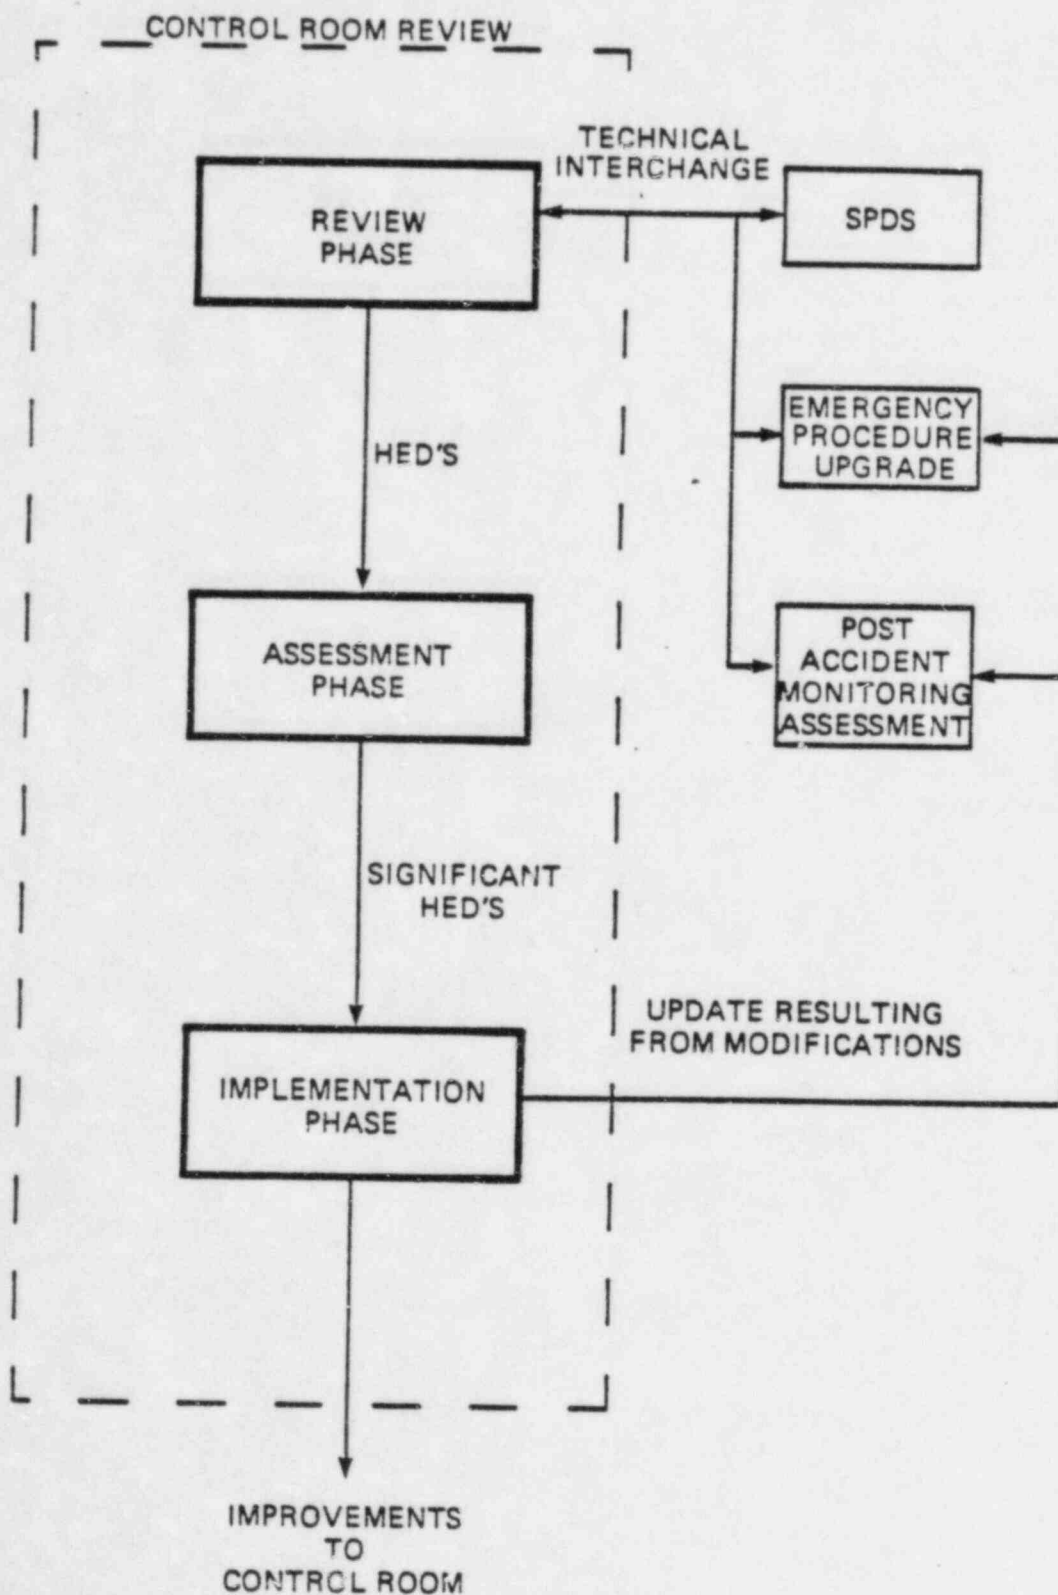 CONTROL ROOM REVIEW
TECHNICAL
INTERCHANGE
REVIEW
PHASE
SPDS
EMERGENCY
PROCEDURE
UPGRADE
HED'S
POST
ACCIDENT
MONITORING
ASSESSMENT
ASSESSMENT
PHASE
SIGNIFICANT
HED'S
UPDATE RESULTING
FROM MODIFICATIONS
IMPLEMENTATION
PHASE
IMPROVEMENTS
TO
CONTROL ROOM